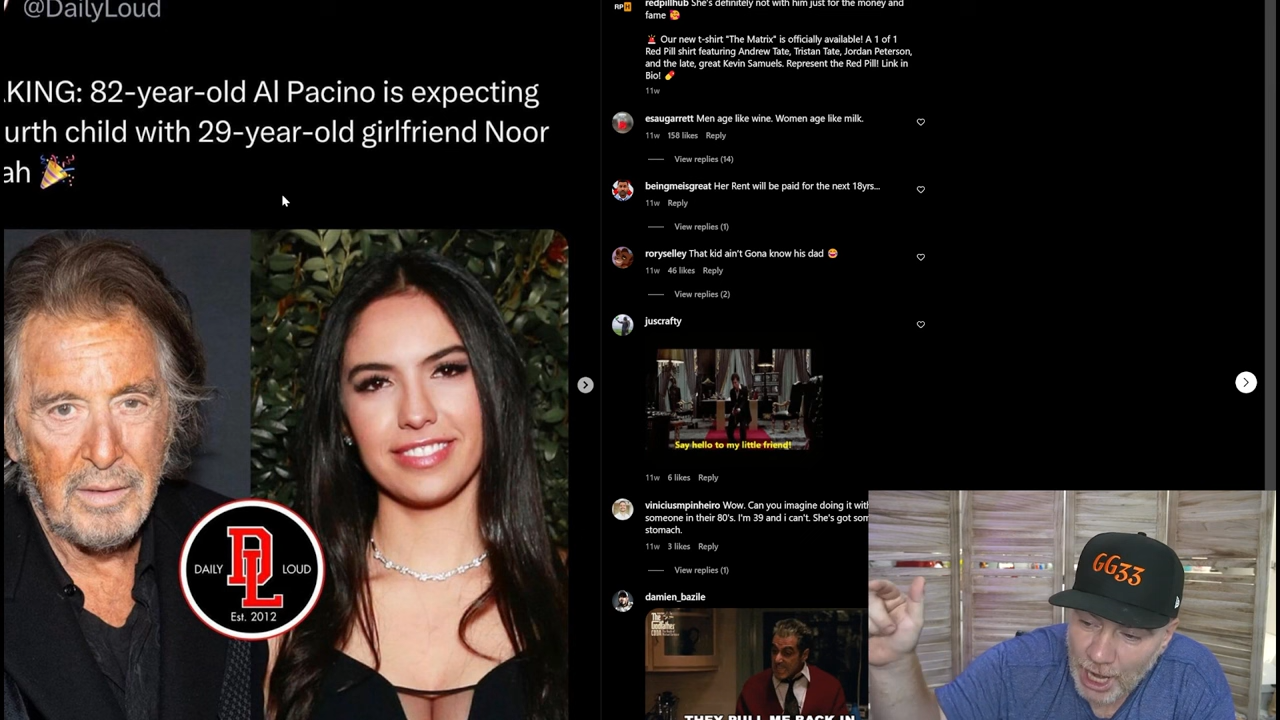 @DailyLoud
KING: 82-year-old Al Pacino is expecting
urth child with 29-year-old girlfriend Noor
ah 🎉
DAILY
DL
LOUD
Est. 2012
RP
redpillhub She's definitely not with him just for the money and
fame 🥰
🚨 Our new t-shirt "The Matrix" is officially available! A 1 of 1
Red Pill shirt featuring Andrew Tate, Tristan Tate, Jordan Peterson,
and the late, great Kevin Samuels. Represent the Red Pill! Link in
Bio! 💊
11w
esaugarrett Men age like wine. Women age like milk.
11w 158 likes Reply
View replies (14)
beingmeisgreat Her Rent will be paid for the next 18yrs...
11w Reply
View replies (1)
roryselley That kid ain't Gona know his dad 😂
11w 46 likes Reply
View replies (2)
juscrafty
Say hello to my little friend!
11w 6 likes Reply
viniciusmpinheiro Wow. Can you imagine doing it wit
someone in their 80's. I'm 39 and i can't. She's got som
stomach.
11w 3 likes Reply
View replies (1)
damien_bazile
The
THEY PULL ME BACK IN
GG33